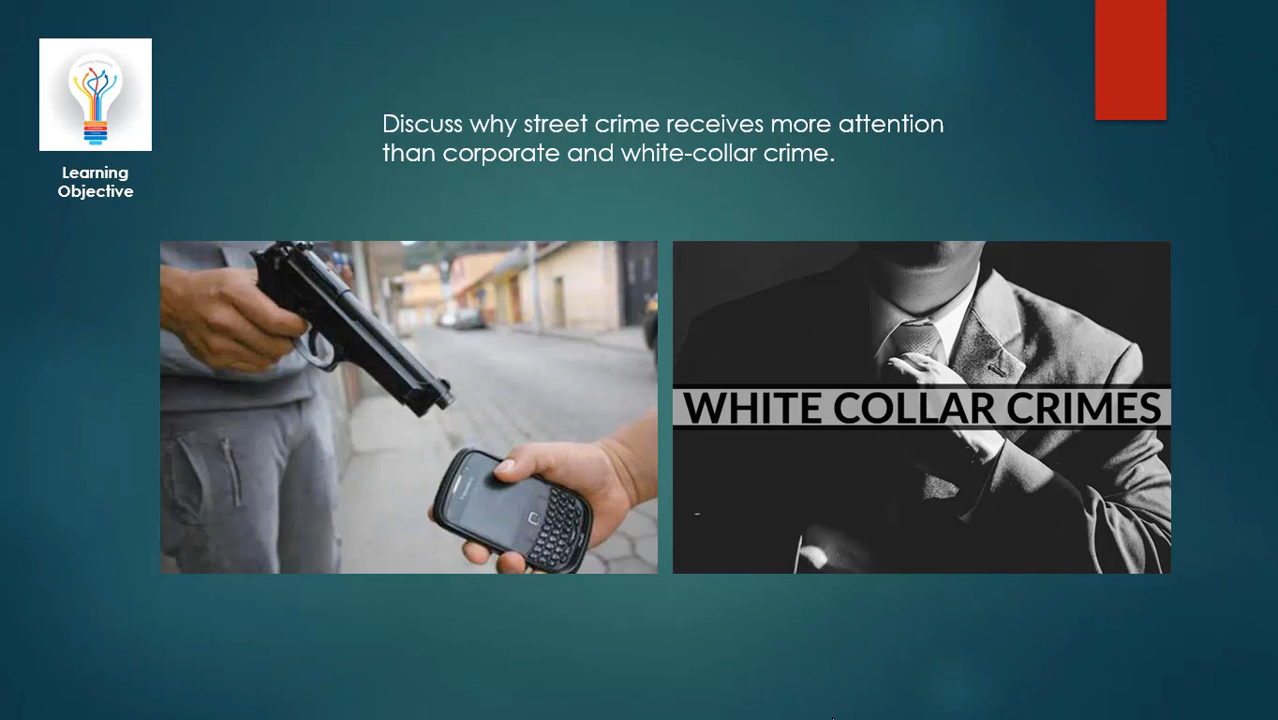 Learning
Objective
Discuss why street crime receives more attention
than corporate and white-collar crime.
WHITE COLLAR CRIMES